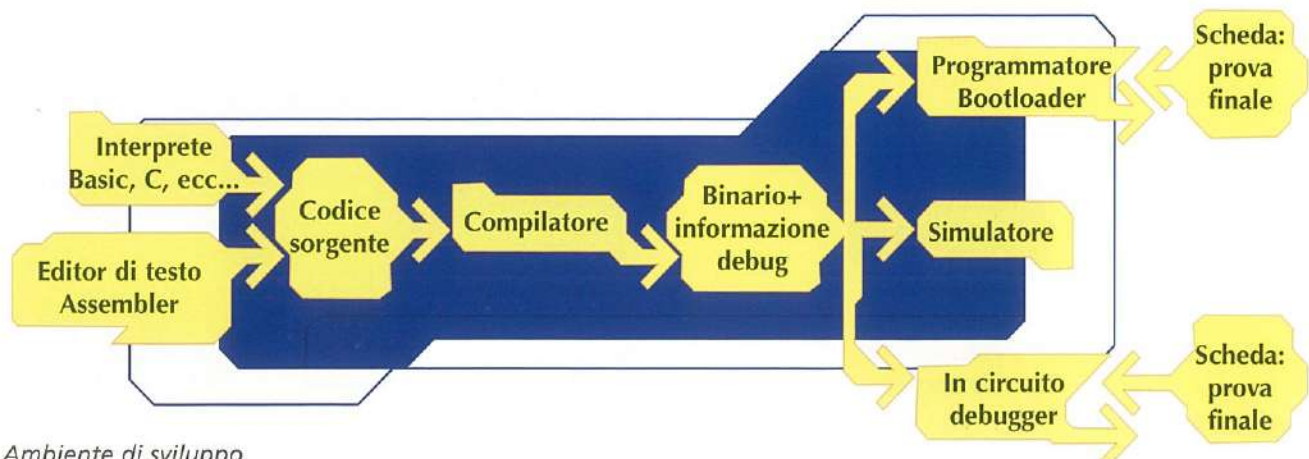 Interprete
Basic, C, ecc...
Editor di testo
Assembler
Codice
sorgente
Compilatore
Binario+
informazione
debug
Programmatore
Bootloader
Scheda:
prova
finale
Simulatore
In circuito
debugger
Scheda:
prova
finale
Ambiente di sviluppo